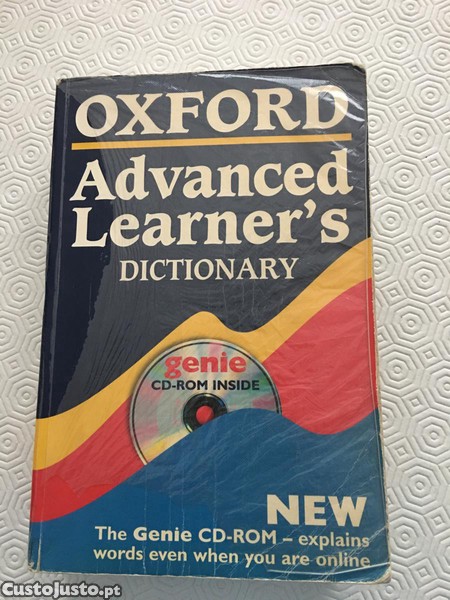 OXFORD
Advanced
Learner's
DICTIONARY
genie
CD-ROM INSIDE
NEW
The Genie CD-ROM – explains
words even when you are online
CustoJusto.pt